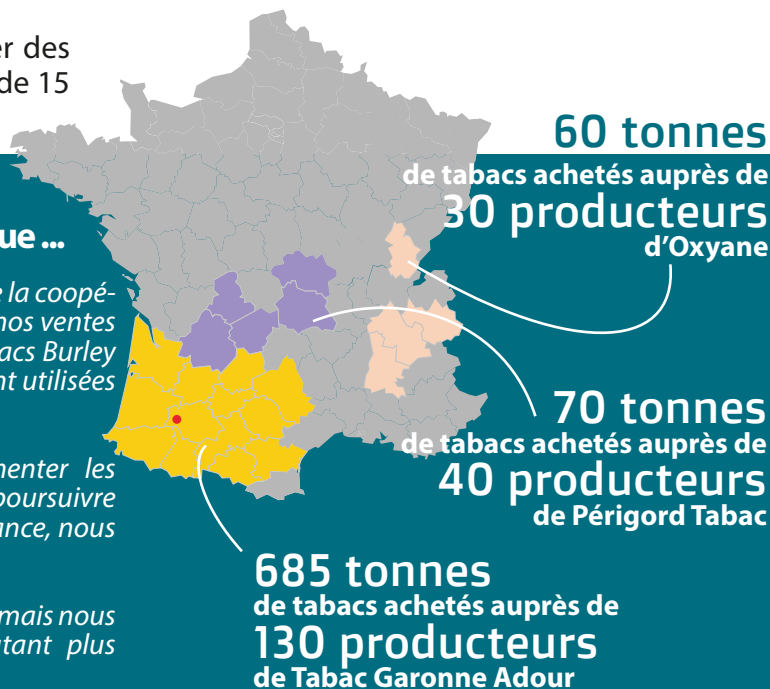 er des
de 15
ue ...
e la coopé-
nos ventes
acs Burley
nt utilisées
menter les
poursuivre
ance, nous
mais nous
utant plus
60 tonnes
de tabacs achetés auprès de
30 producteurs
d’Oxyane
70 tonnes
de tabacs achetés auprès de
40 producteurs
de Périgord Tabac
685 tonnes
de tabacs achetés auprès de
130 producteurs
de Tabac Garonne Adour